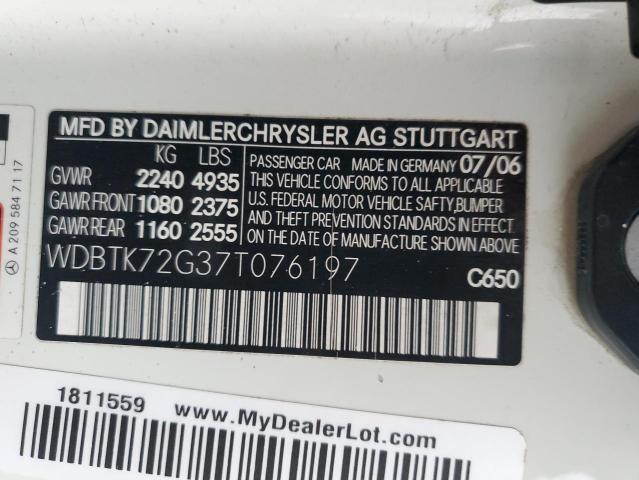 MFD BY DAIMLERCHRYSLER AG STUTTGART
KG LBS
GVWR 2240 4935
GAWR FRONT 1080 2375
GAWR REAR 1160 2555
PASSENGER CAR MADE IN GERMANY 07/06
THIS VEHICLE CONFORMS TO ALL APPLICABLE
U.S. FEDERAL MOTOR VEHICLE SAFTY, BUMPER
AND THEFT PREVENTION STANDARDS IN EFFECT
ON THE DATE OF MANUFACTURE SHOWN ABOVE.
WDBTK72G37T076197 C650
A 209 584 71 17
1811559
www.MyDealerLot.com